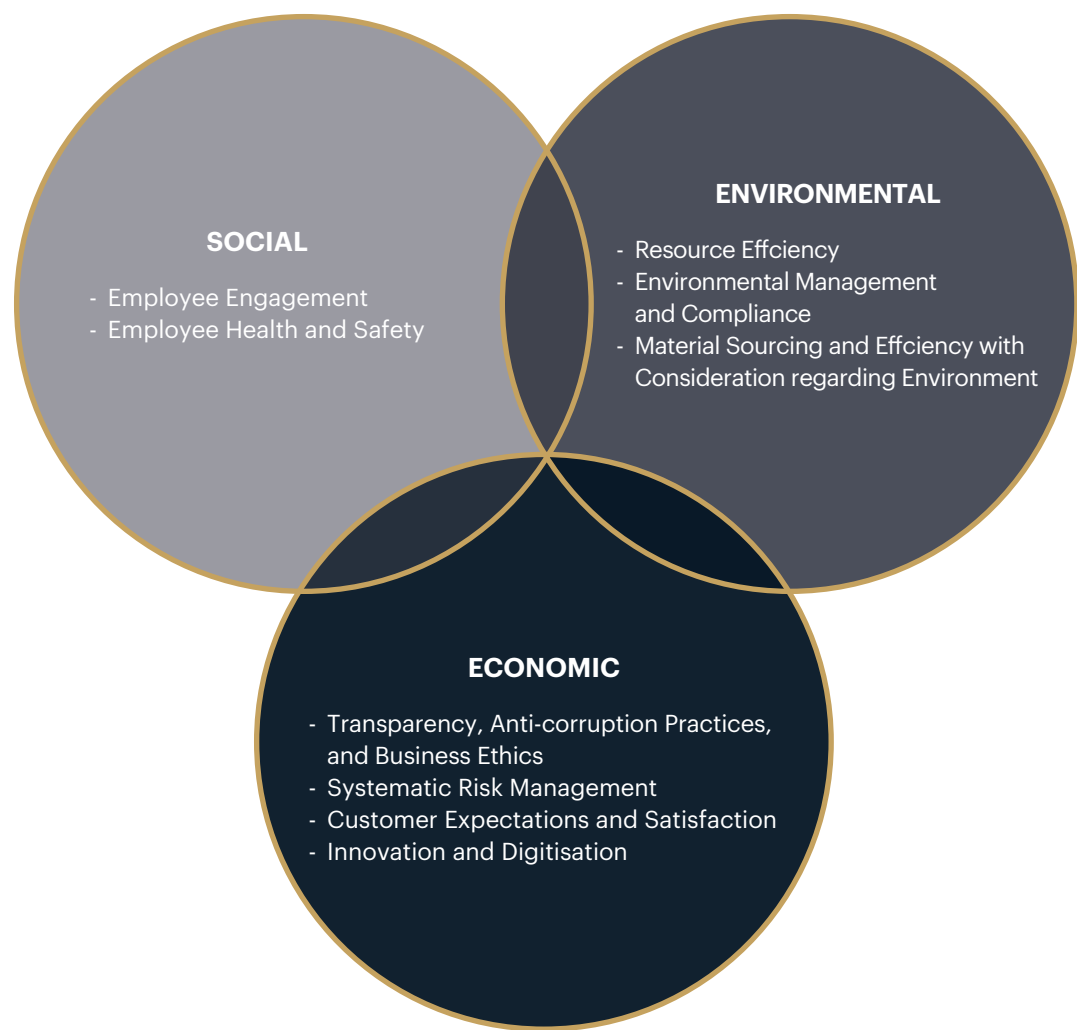 SOCIAL
- Employee Engagement
- Employee Health and Safety
ENVIRONMENTAL
- Resource Effciency
- Environmental Management
and Compliance
- Material Sourcing and Effciency with
Consideration regarding Environment
ECONOMIC
- Transparency, Anti-corruption Practices,
and Business Ethics
- Systematic Risk Management
- Customer Expectations and Satisfaction
- Innovation and Digitisation